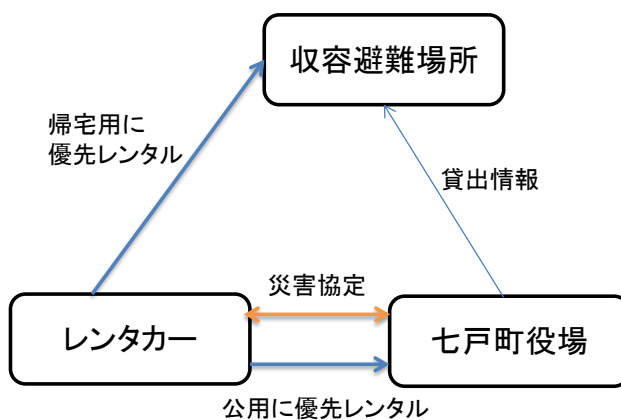 収容避難場所
帰宅用に
優先レンタル
貸出情報
災害協定
レンタカー
七戸町役場
公用に優先レンタル